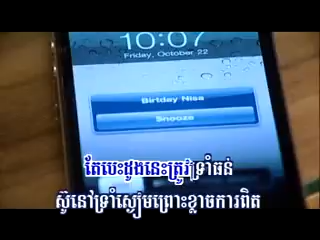 10:07
Friday, October 22
Birtday Nisa
Snooze
តែបេះដូងនេះត្រូវទ្រាំធន់
ស៊ូនៅទ្រាំស្ងៀមព្រោះខ្លាចការពិត